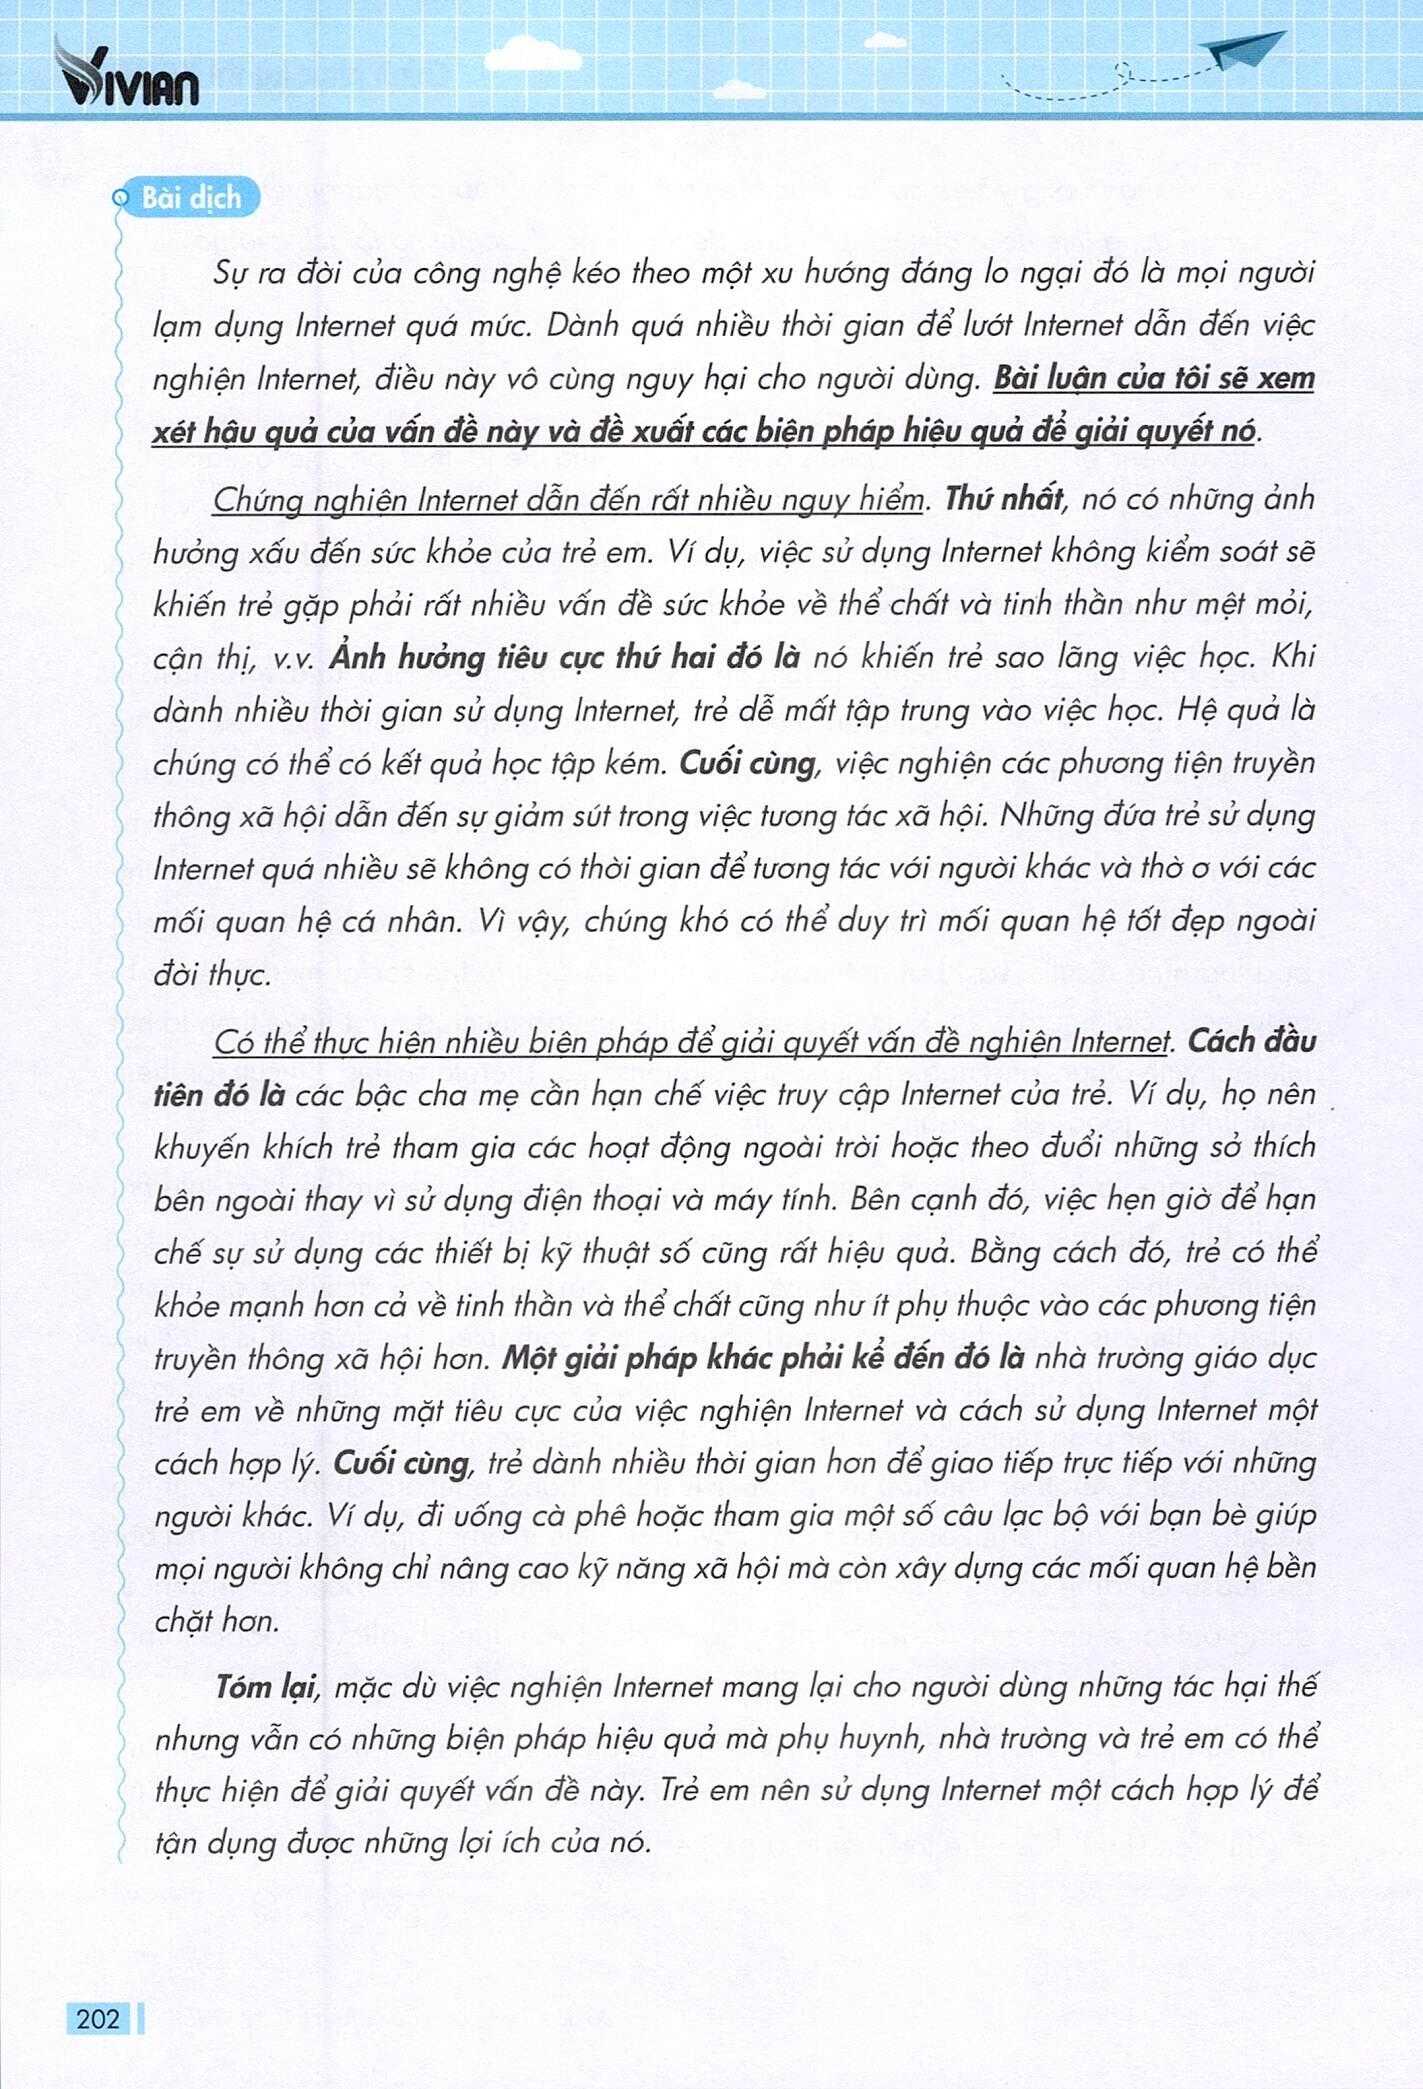 VIVIAN
Bài dịch
Sự ra đời của công nghệ kéo theo một xu hướng đáng lo ngại đó là mọi người
lạm dụng Internet quá mức. Dành quá nhiều thời gian để lướt Internet dẫn đến việc
nghiện Internet, điều này vô cùng nguy hại cho người dùng. Bài luận của tôi sẽ xem
xét hậu quả của vấn đề này và đề xuất các biện pháp hiệu quả để giải quyết nó.
Chứng nghiện Internet dẫn đến rất nhiều nguy hiểm. Thứ nhất, nó có những ảnh
hưởng xấu đến sức khỏe của trẻ em. Ví dụ, việc sử dụng Internet không kiểm soát sẽ
khiến trẻ gặp phải rất nhiều vấn đề sức khỏe về thể chất và tinh thần như mệt mỏi,
cận thị, v.v. Ảnh hưởng tiêu cực thứ hai đó là nó khiến trẻ sao lãng việc học. Khi
dành nhiều thời gian sử dụng Internet, trẻ dễ mất tập trung vào việc học. Hệ quả là
chúng có thể có kết quả học tập kém. Cuối cùng, việc nghiện các phương tiện truyền
thông xã hội dẫn đến sự giảm sút trong việc tương tác xã hội. Những đứa trẻ sử dụng
Internet quá nhiều sẽ không có thời gian để tương tác với người khác và thờ ơ với các
mối quan hệ cá nhân. Vì vậy, chúng khó có thể duy trì mối quan hệ tốt đẹp ngoài
đời thực.
Có thể thực hiện nhiều biện pháp để giải quyết vấn đề nghiện Internet. Cách đầu
tiên đó là các bậc cha mẹ cần hạn chế việc truy cập Internet của trẻ. Ví dụ, họ nên
khuyến khích trẻ tham gia các hoạt động ngoài trời hoặc theo đuổi những sở thích
bên ngoài thay vì sử dụng điện thoại và máy tính. Bên cạnh đó, việc hẹn giờ để hạn
chế sự sử dụng các thiết bị kỹ thuật số cũng rất hiệu quả. Bằng cách đó, trẻ có thể
khỏe mạnh hơn cả về tinh thần và thể chất cũng như ít phụ thuộc vào các phương tiện
truyền thông xã hội hơn. Một giải pháp khác phải kể đến đó là nhà trường giáo dục
trẻ em về những mặt tiêu cực của việc nghiện Internet và cách sử dụng Internet một
cách hợp lý. Cuối cùng, trẻ dành nhiều thời gian hơn để giao tiếp trực tiếp với những
người khác. Ví dụ, đi uống cà phê hoặc tham gia một số câu lạc bộ với bạn bè giúp
mọi người không chỉ nâng cao kỹ năng xã hội mà còn xây dựng các mối quan hệ bền
chặt hơn.
Tóm lại, mặc dù việc nghiện Internet mang lại cho người dùng những tác hại thế
nhưng vẫn có những biện pháp hiệu quả mà phụ huynh, nhà trường và trẻ em có thể
thực hiện để giải quyết vấn đề này. Trẻ em nên sử dụng Internet một cách hợp lý để
tận dụng được những lợi ích của nó.
202